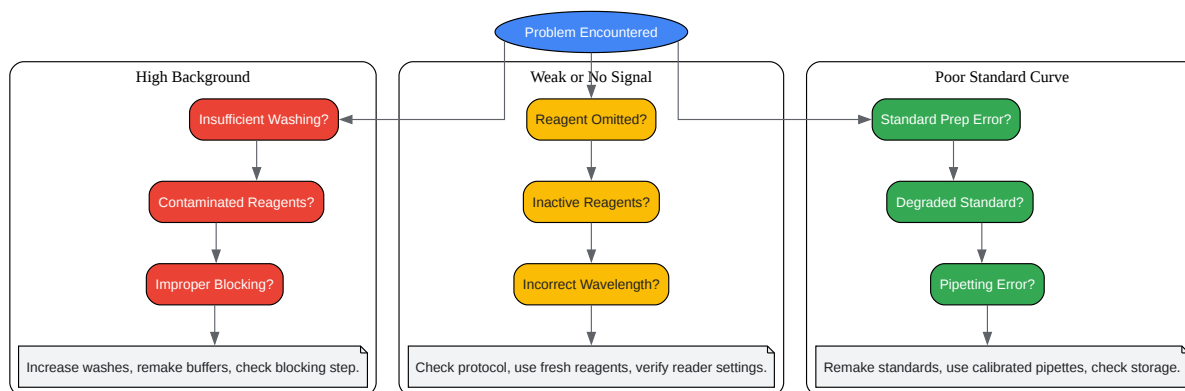 Problem Encountered
High Background
Insufficient Washing?
Contaminated Reagents?
Improper Blocking?
Increase washes, remake buffers, check blocking step.
Weak or No Signal
Reagent Omitted?
Inactive Reagents?
Incorrect Wavelength?
Check protocol, use fresh reagents, verify reader settings.
Poor Standard Curve
Standard Prep Error?
Degraded Standard?
Pipetting Error?
Remake standards, use calibrated pipettes, check storage.